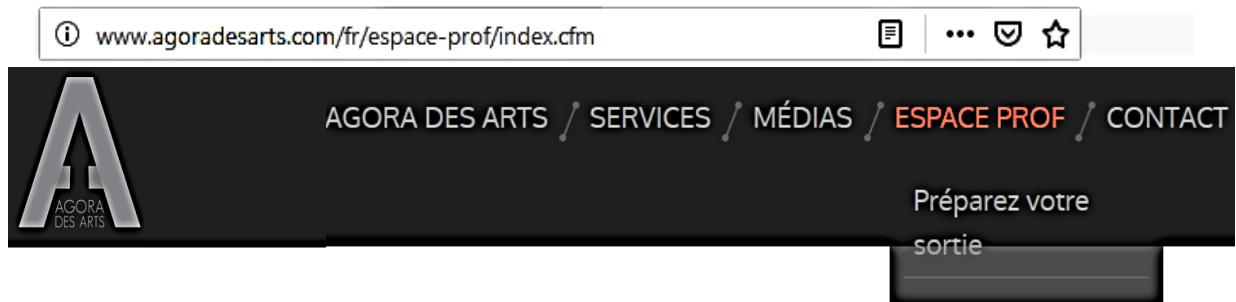 www.agoradesarts.com/fr/espace-prof/index.cfm
AGORA DES ARTS / SERVICES / MÉDIAS / ESPACE PROF / CONTACT
AGORA
DES ARTS
Préparez votre
sortie